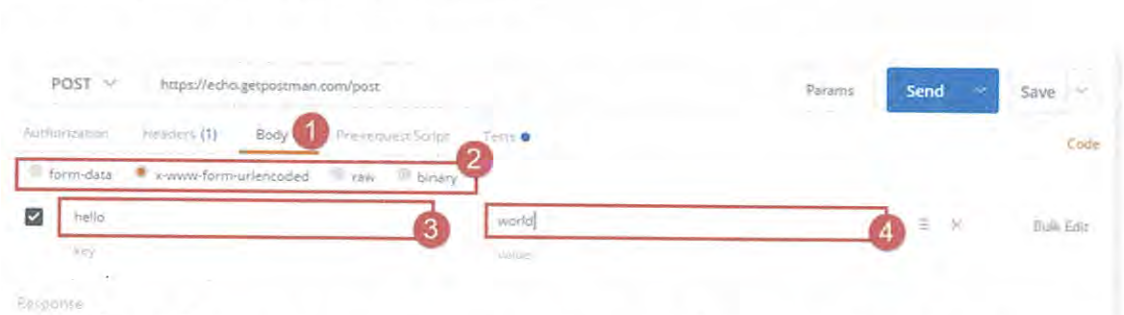 POST https://echo.getpostman.com/post Params Send Save
Authorization Headers (1) Body 1 Pre-request Script Tests Code
2
form-data x-www-form-urlencoded raw binary
hello 3 world 4 Bulk Edit
key value
Response